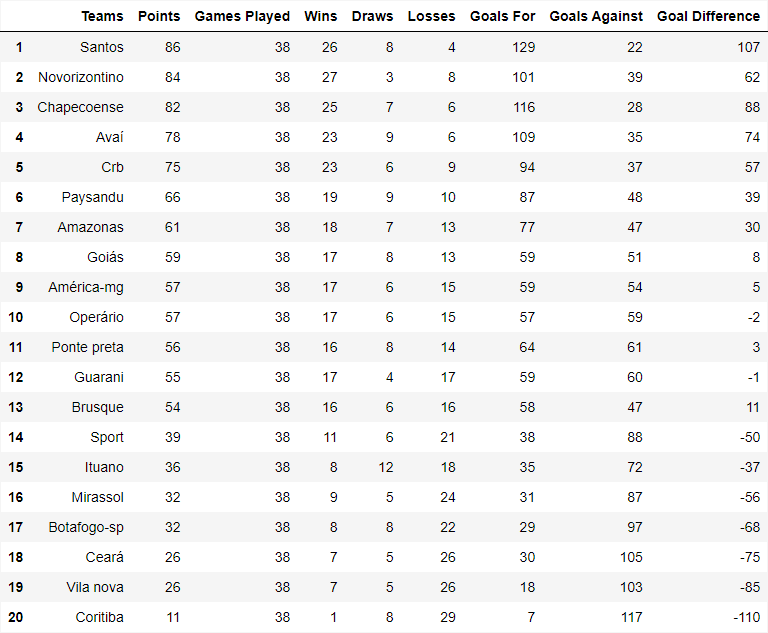 Teams Points Games Played Wins Draws Losses Goals For Goals Against Goal Difference
1 Santos 86 38 26 8 4 129 22 107
2 Novorizontino 84 38 27 3 8 101 39 62
3 Chapecoense 82 38 25 7 6 116 28 88
4 Avaí 78 38 23 9 6 109 35 74
5 Crb 75 38 23 6 9 94 37 57
6 Paysandu 66 38 19 9 10 87 48 39
7 Amazonas 61 38 18 7 13 77 47 30
8 Goiás 59 38 17 8 13 59 51 8
9 América-mg 57 38 17 6 15 59 54 5
10 Operário 57 38 17 6 15 57 59 -2
11 Ponte preta 56 38 16 8 14 64 61 3
12 Guarani 55 38 17 4 17 59 60 -1
13 Brusque 54 38 16 6 16 58 47 11
14 Sport 39 38 11 6 21 38 88 -50
15 Ituano 36 38 8 12 18 35 72 -37
16 Mirassol 32 38 9 5 24 31 87 -56
17 Botafogo-sp 32 38 8 8 22 29 97 -68
18 Ceará 26 38 7 5 26 30 105 -75
19 Vila nova 26 38 7 5 26 18 103 -85
20 Coritiba 11 38 1 8 29 7 117 -110